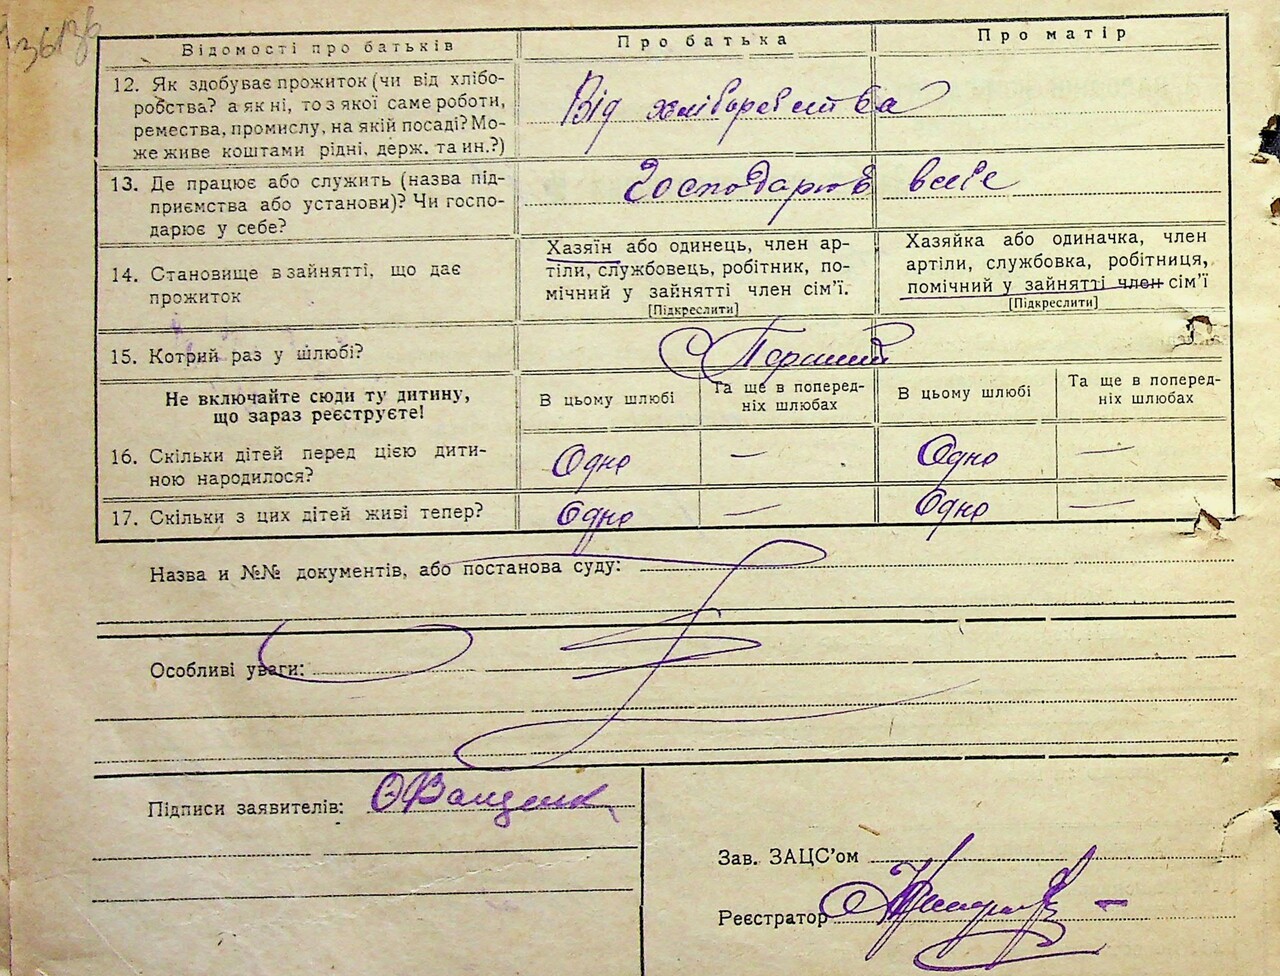 36136
Відомості про батьків Про батька Про матір
12. Як здобуває прожиток (чи від хлібо-
робства? а як ні, то з якої саме роботи,
ремества, промислу, на якій посаді? Мо-
же живе коштами рідні, держ. та ин.?)
Від хліборобства
13. Де працює або служить (назва під-
приємства або установи)? Чи госпо-
дарює у себе?
Господарює в себе
14. Становище в зайнятті, що дає
прожиток
Хазяїн або одинець, член ар-
тіли, службовець, робітник, по-
мічний у зайнятті член сім'ї.
[Підкреслити]
Хазяйка або одиначка, член
артіли, службовка, робітниця,
помічний у зайнятті член сім'ї
[Підкреслити]
15. Котрий раз у шлюбі?
Перший
Не включайте сюди ту дитину,
що зараз реєструєте!
В цьому шлюбі
Та ще в поперед-
ніх шлюбах
В цьому шлюбі
Та ще в поперед-
ніх шлюбах
16. Скільки дітей перед цією дити-
ною народилося?
Одно — Одно —
17. Скільки з цих дітей живі тепер? Одно — Одно —
Назва и №№ документів, або постанова суду:
Особливі уваги:
Підписи заявителів:
Зав. ЗАЦС’ом
Реєстратор